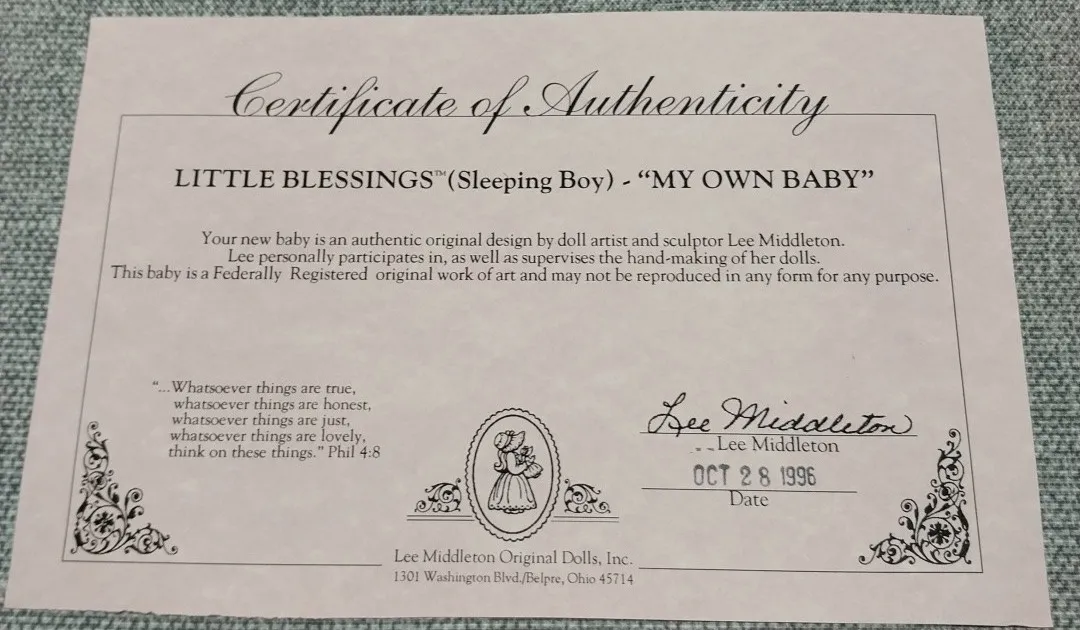 Certificate of Authenticity
LITTLE BLESSINGS™ (Sleeping Boy) - “MY OWN BABY”
Your new baby is an authentic original design by doll artist and sculptor Lee Middleton.
Lee personally participates in, as well as supervises the hand-making of her dolls.
This baby is a Federally Registered original work of art and may not be reproduced in any form for any purpose.
“...Whatsoever things are true,
whatsoever things are honest,
whatsoever things are just,
whatsoever things are lovely,
think on these things.” Phil 4:8
Lee Middleton
Lee Middleton
OCT 28 1996
Date
Lee Middleton Original Dolls, Inc.
1301 Washington Blvd./Belpre, Ohio 45714